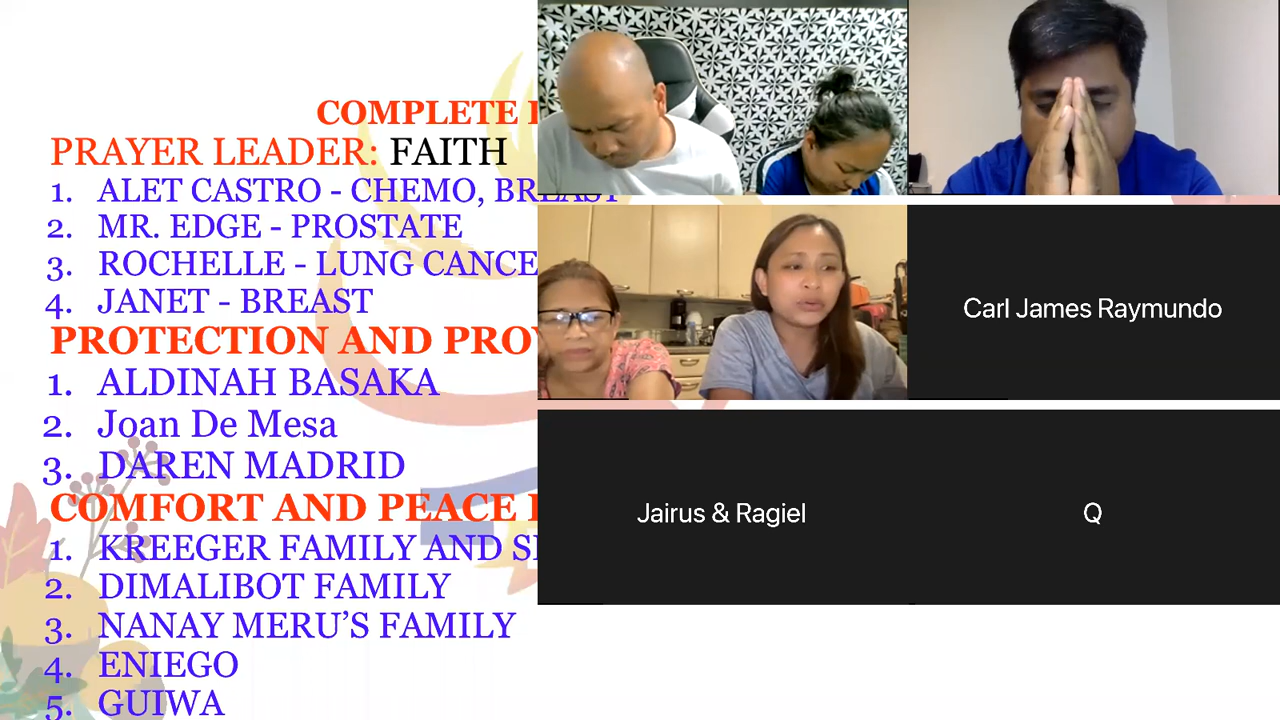 COMPLETE
PRAYER LEADER: FAITH
1. ALET CASTRO - CHEMO, BREAST
2. MR. EDGE - PROSTATE
3. ROCHELLE - LUNG CANCE
4. JANET - BREAST
PROTECTION AND PRO
1. ALDINAH BASAKA
2. Joan De Mesa
3. DAREN MADRID
COMFORT AND PEACE
1. KREEGER FAMILY AND
2. DIMALIBOT FAMILY
3. NANAY MERU'S FAMILY
4. ENIEGO
5. GUIWA
Carl James Raymundo
Jairus & Ragiel
Q